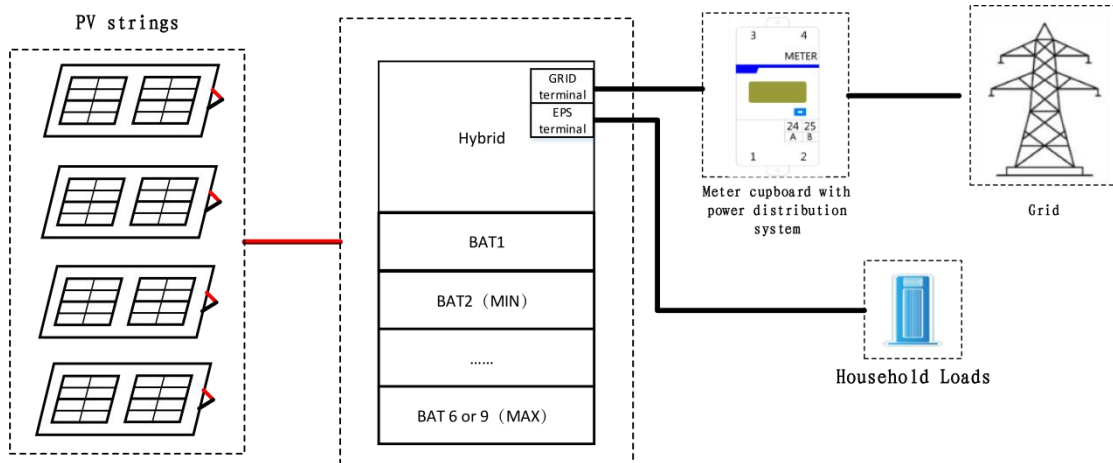 PV strings
Hybrid
GRID
terminal
EPS
terminal
BAT1
BAT2（MIN）
......
BAT 6 or 9（MAX）
3 4
METER
24 25
A B
1 2
Meter cupboard with
power distribution
system
Grid
Household Loads